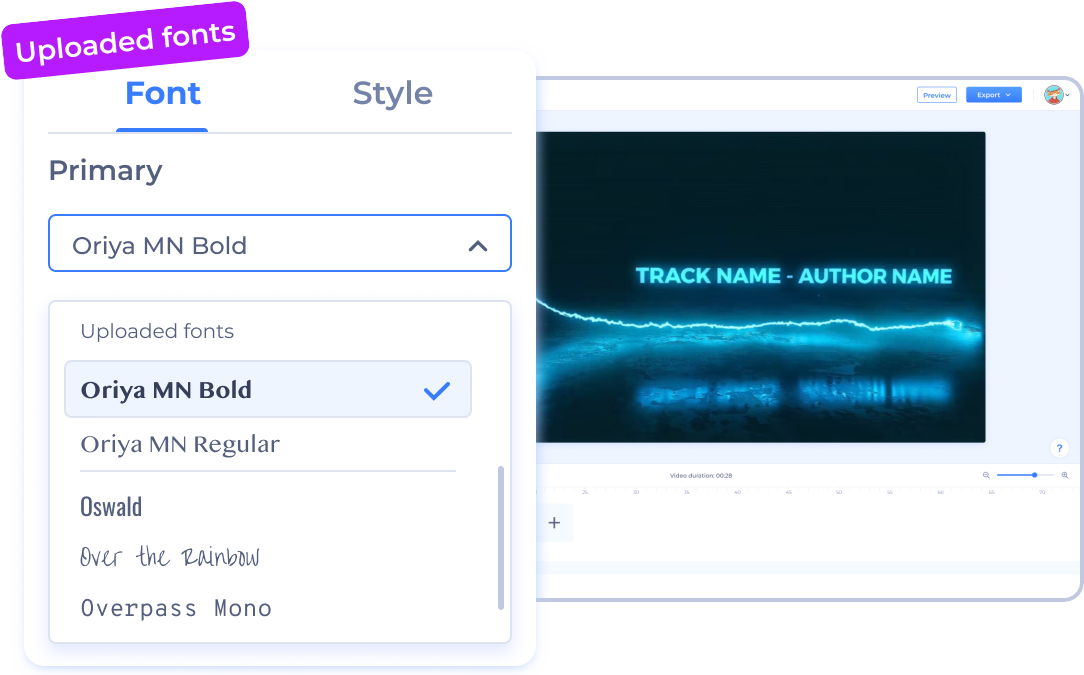 Uploaded fonts
Font Style
Primary
Oriya MN Bold
Uploaded fonts
Oriya MN Bold
Oriya MN Regular
Oswald
Over the Rainbow
Overpass Mono
Preview Export
TRACK NAME - AUTHOR NAME
?
Video duration: 00:28
25 30 35 40 45 50 55 60 65 70
+